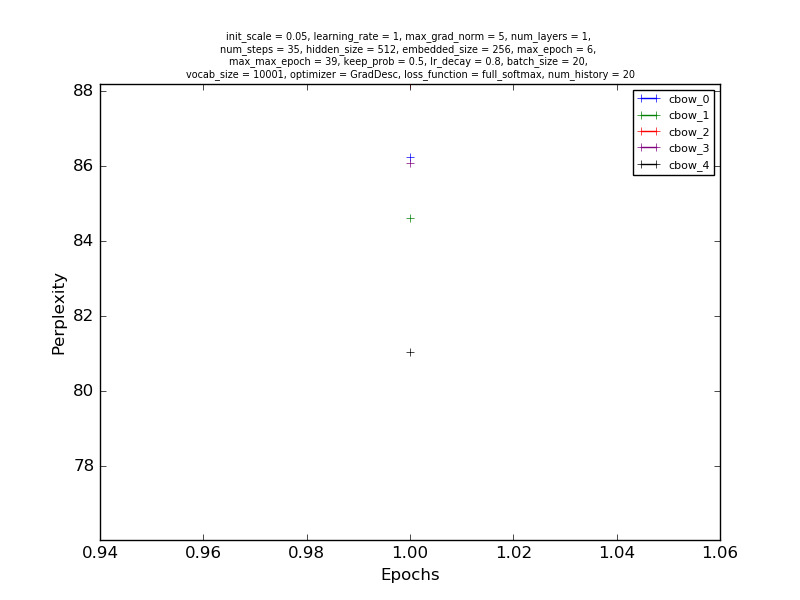 init_scale = 0.05, learning_rate = 1, max_grad_norm = 5, num_layers = 1,
num_steps = 35, hidden_size = 512, embedded_size = 256, max_epoch = 6,
max_max_epoch = 39, keep_prob = 0.5, lr_decay = 0.8, batch_size = 20,
vocab_size = 10001, optimizer = GradDesc, loss_function = full_softmax, num_history = 20
88
86
84
82
80
78
Perplexity
cbow_0
cbow_1
cbow_2
cbow_3
cbow_4
0.94 0.96 0.98 1.00 1.02 1.04 1.06
Epochs